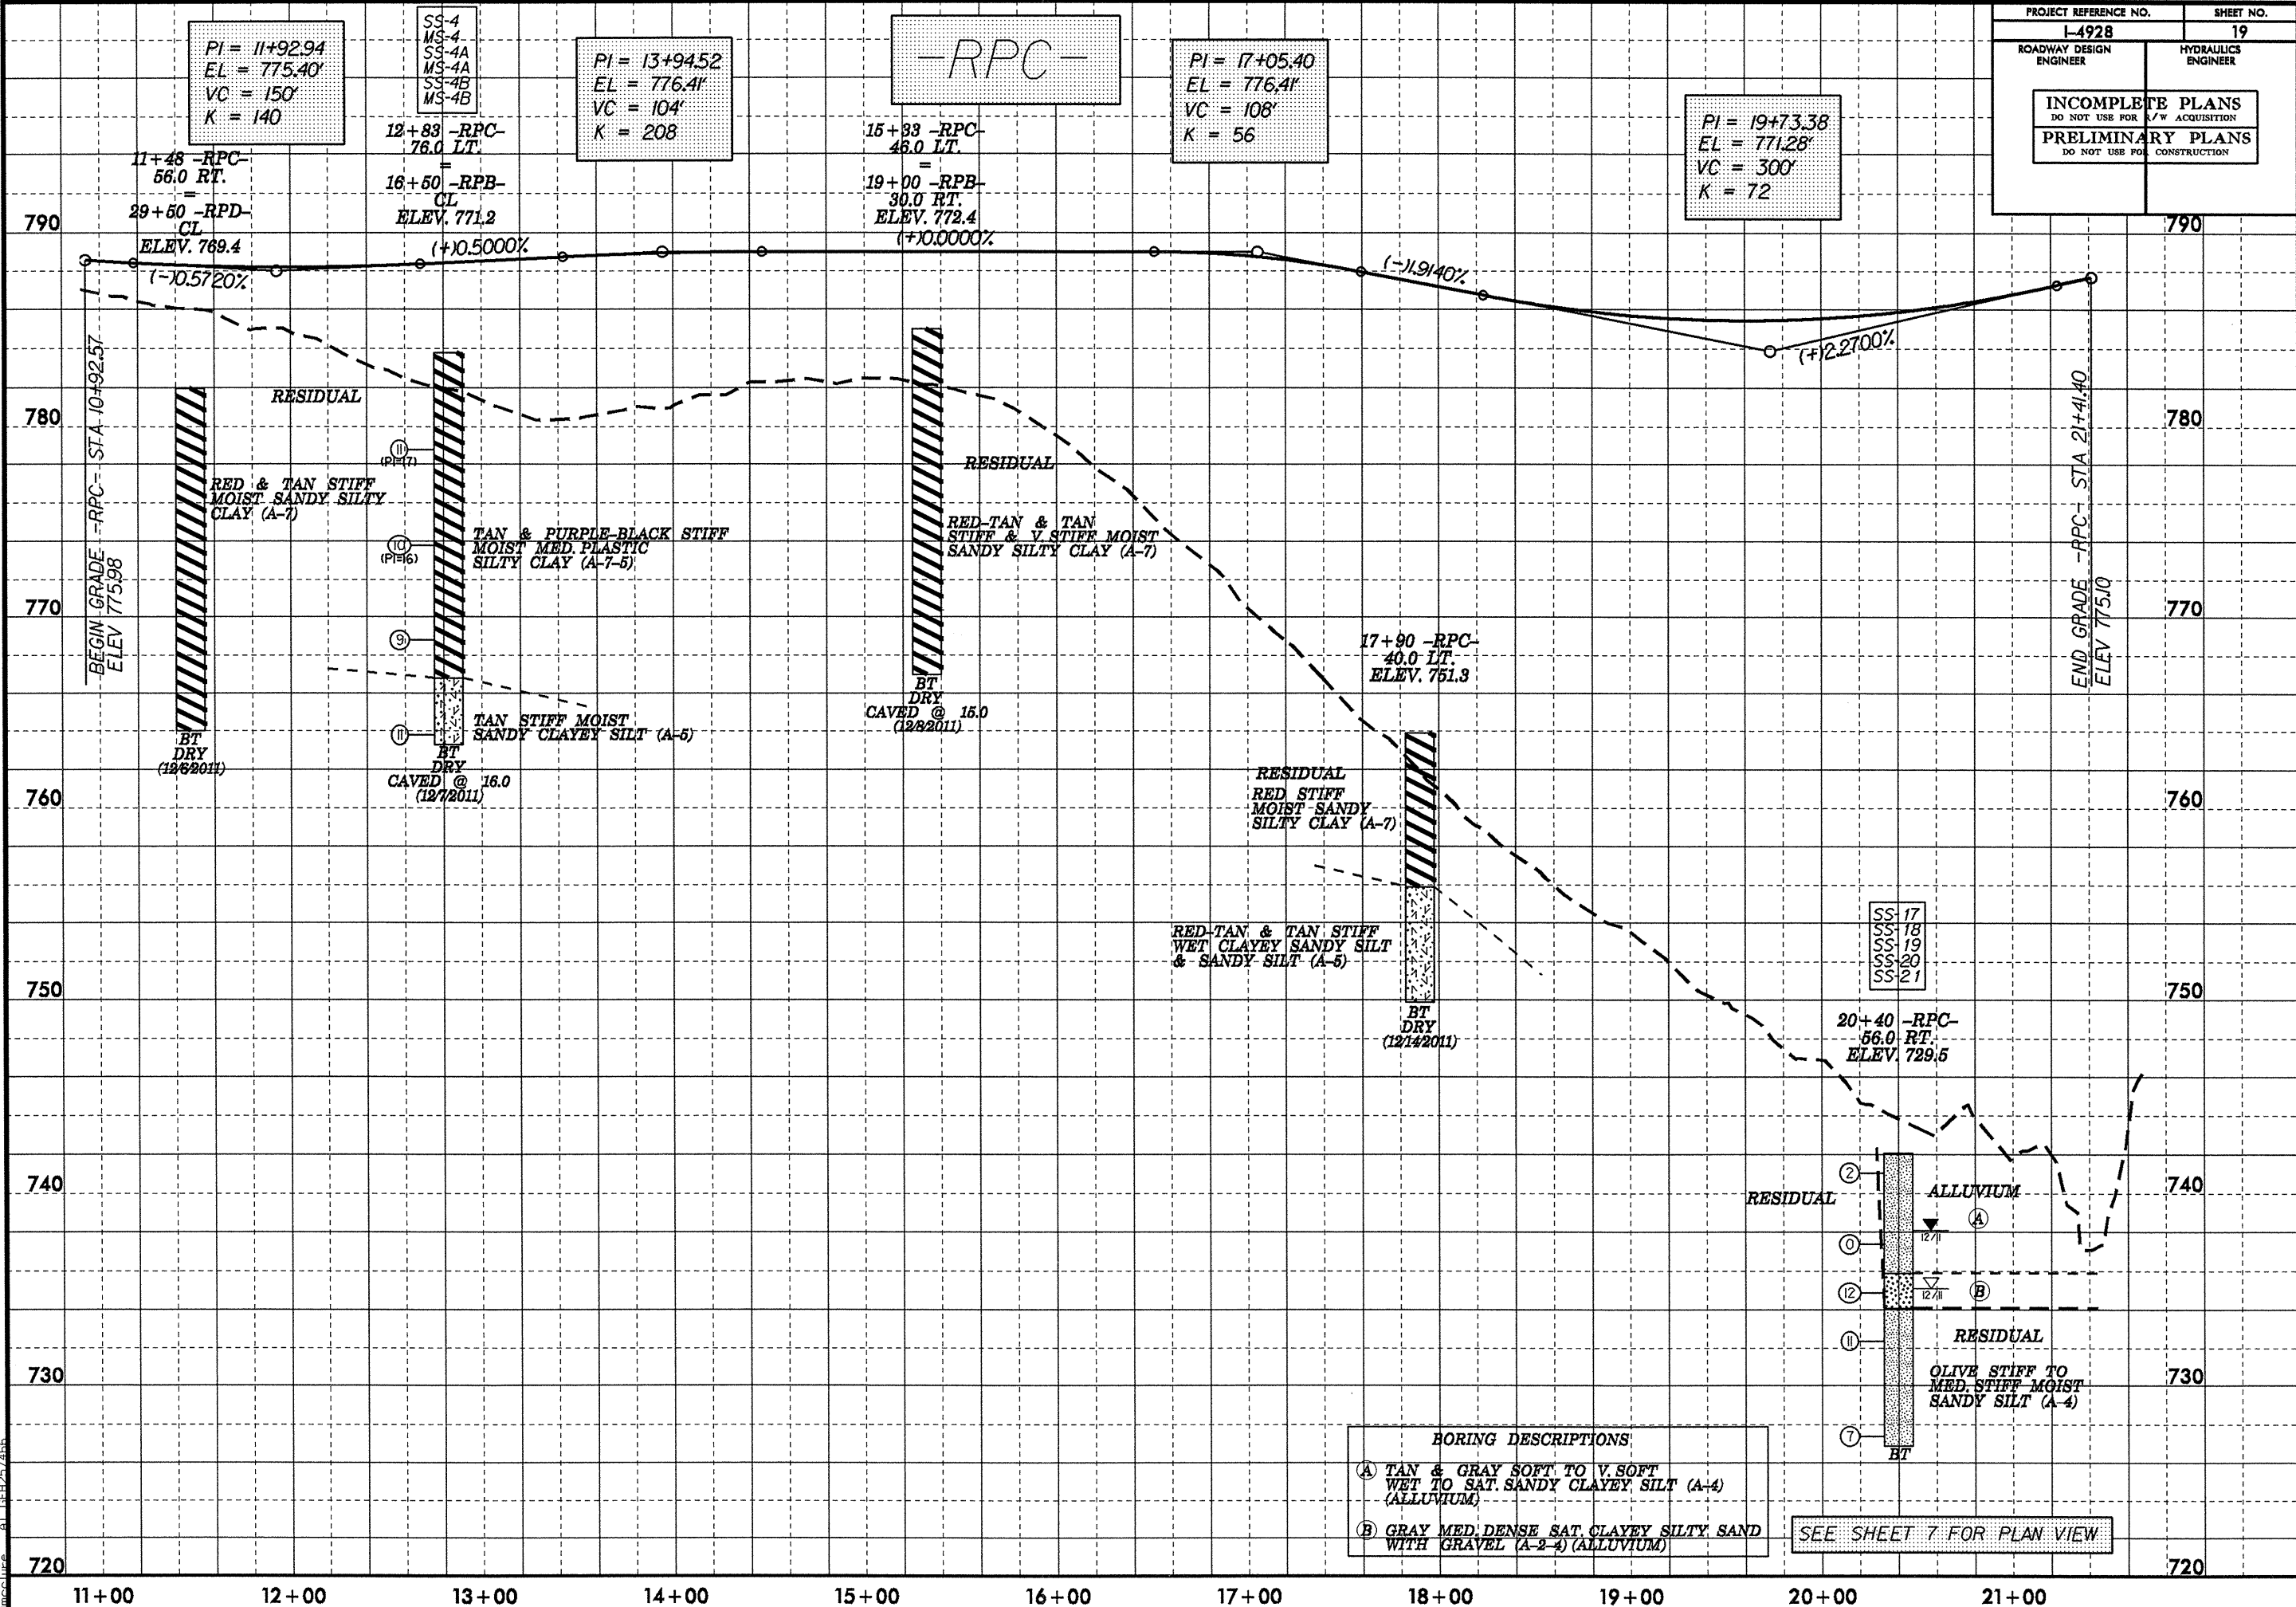 PROJECT REFERENCE NO.
SHEET NO.
I-4928
19
ROADWAY DESIGN
ENGINEER
HYDRAULICS
ENGINEER
INCOMPLETE PLANS
DO NOT USE FOR R/W ACQUISITION
PRELIMINARY PLANS
DO NOT USE FOR CONSTRUCTION
PI = 11+92.94
EL = 775.40'
VC = 150'
K = 140
SS-4
MS-4
SS-4A
MS-4A
SS-4B
MS-4B
PI = 13+94.52
EL = 776.41'
VC = 104'
K = 208
-RPC-
PI = 17+05.40
EL = 776.41'
VC = 108'
K = 56
PI = 19+73.38
EL = 771.28'
VC = 300'
K = 72
11+48 -RPC-
56.0 RT.
=
29+50 -RPD-
CL
ELEV. 769.4
12+83 -RPC-
76.0 LT.
=
16+50 -RPB-
CL
ELEV. 771.2
15+33 -RPC-
46.0 LT.
=
19+00 -RPB-
30.0 RT.
ELEV. 772.4
790
790
(-)0.5720%
(+)0.5000%
(+)0.0000%
(-)1.9140%
(+)2.2700%
BEGIN GRADE -RPC- STA 10+92.57
ELEV 775.98
END GRADE -RPC- STA 21+41.40
ELEV 775.10
RESIDUAL
780
780
11
(PI=17)
RESIDUAL
RED & TAN STIFF
MOIST SANDY SILTY
CLAY (A-7)
10
(PI=16)
TAN & PURPLE-BLACK STIFF
MOIST MED. PLASTIC
SILTY CLAY (A-7-5)
RED-TAN & TAN
STIFF & V. STIFF MOIST
SANDY SILTY CLAY (A-7)
770
770
9
17+90 -RPC-
40.0 LT.
ELEV. 751.3
BT
DRY
CAVED @ 15.0
(12/8/2011)
TAN STIFF MOIST
SANDY CLAYEY SILT (A-5)
11
BT
DRY
(12/6/2011)
BT
DRY
CAVED @ 16.0
(12/7/2011)
760
760
RESIDUAL
RED STIFF
MOIST SANDY
SILTY CLAY (A-7)
RED-TAN & TAN STIFF
WET CLAYEY SANDY SILT
& SANDY SILT (A-5)
SS-17
SS-18
SS-19
SS-20
SS-21
750
750
BT
DRY
(12/14/2011)
20+40 -RPC-
56.0 RT.
ELEV. 729.5
740
740
2
RESIDUAL
ALLUVIUM
A
12/11
0
12
12/11
B
11
RESIDUAL
730
730
OLIVE STIFF TO
MED. STIFF MOIST
SANDY SILT (A-4)
7
BT
BORING DESCRIPTIONS
A TAN & GRAY SOFT TO V. SOFT
WET TO SAT. SANDY CLAYEY SILT (A-4)
(ALLUVIUM)
B GRAY MED. DENSE SAT. CLAYEY SILTY SAND
WITH GRAVEL (A-2-4) (ALLUVIUM)
SEE SHEET 7 FOR PLAN VIEW
720
720
11+00
12+00
13+00
14+00
15+00
16+00
17+00
18+00
19+00
20+00
21+00